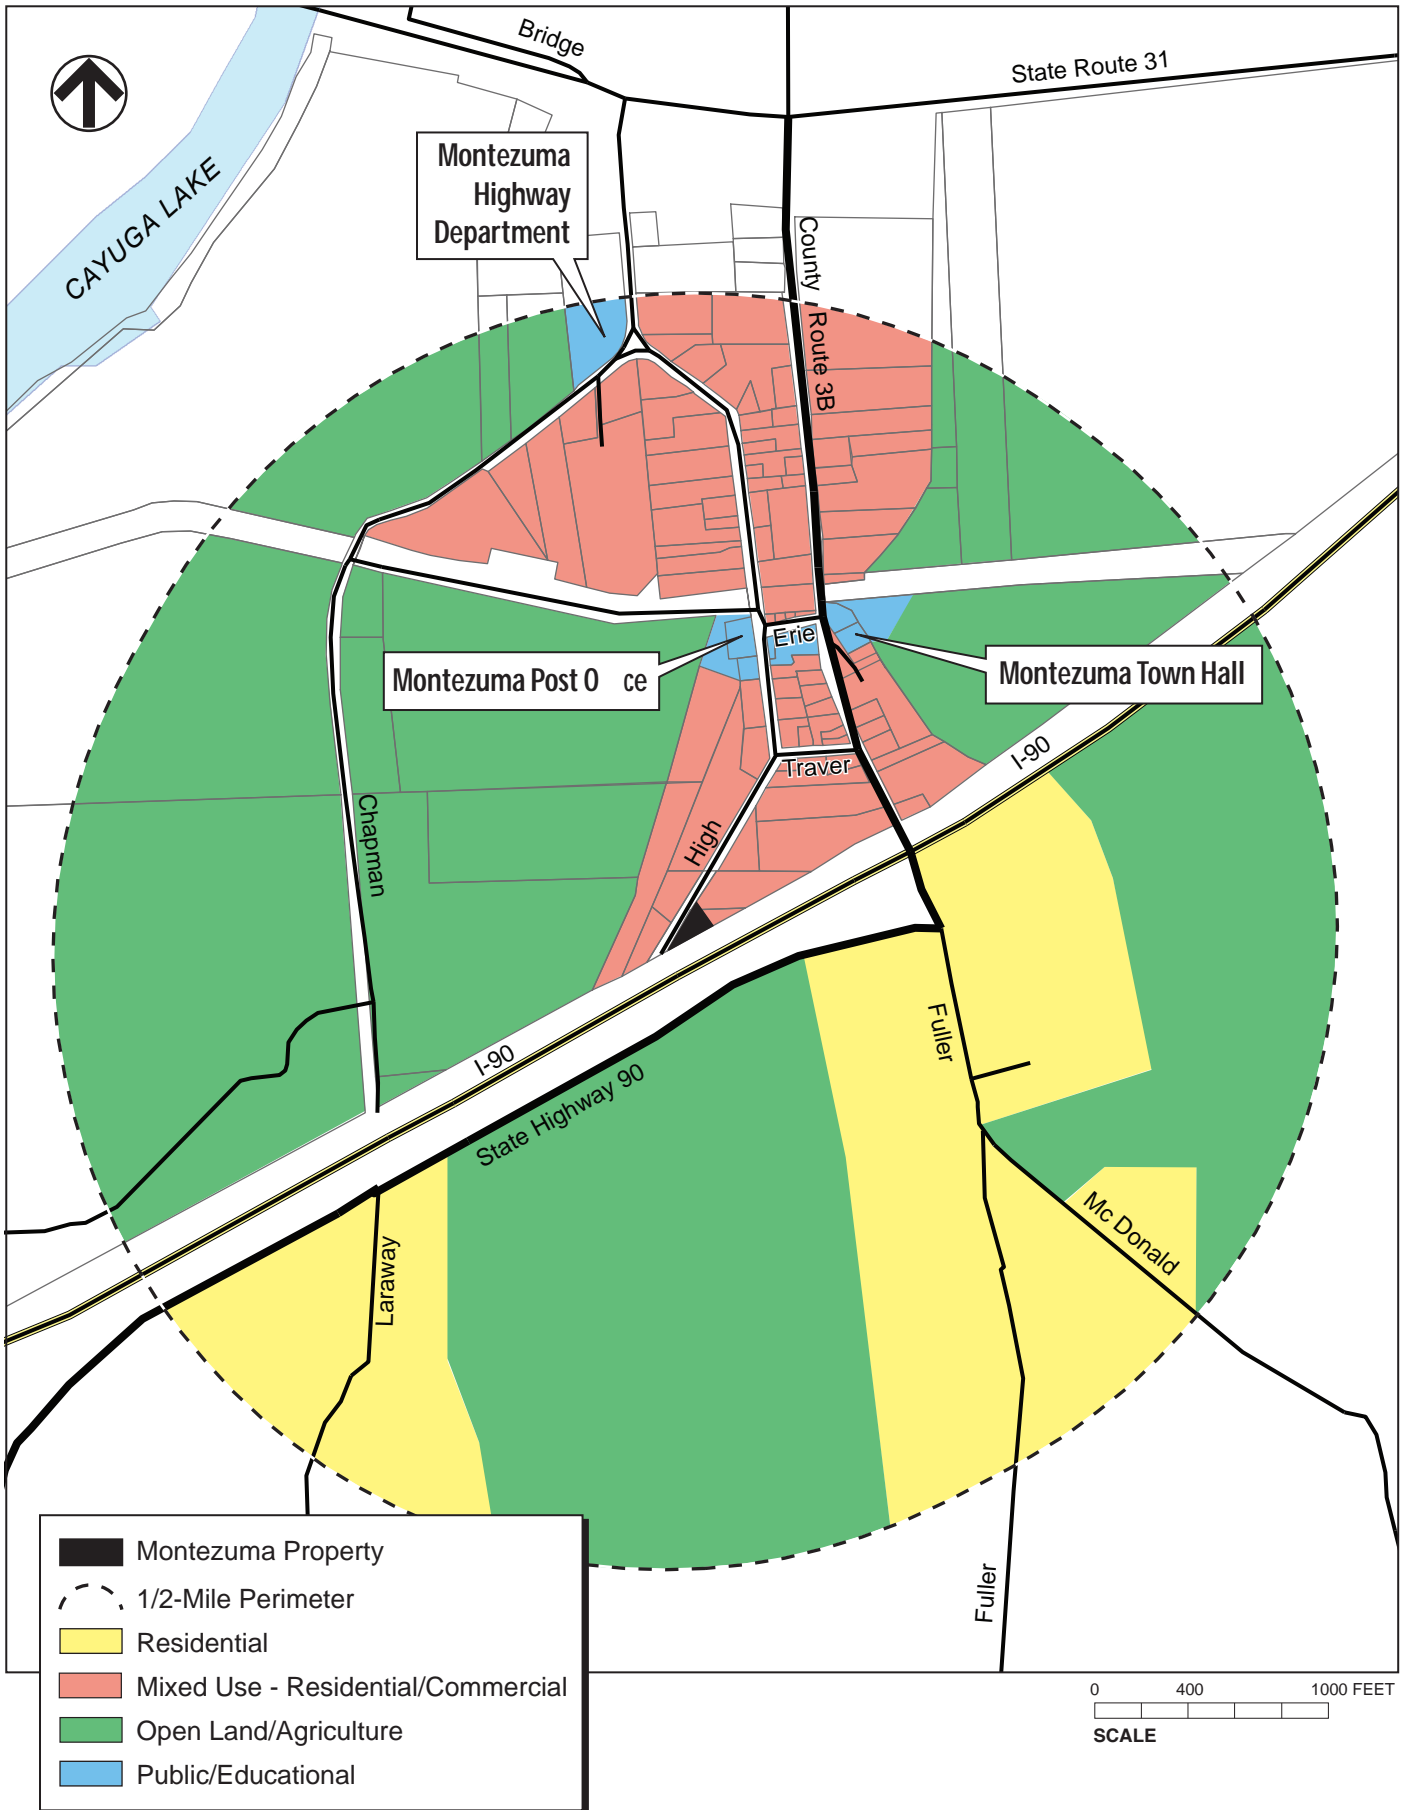 Bridge
State Route 31
CAYUGA LAKE
Montezuma
Highway
Department
County
Route 3B
Erie
Montezuma Post O ce
Montezuma Town Hall
Traver
I-90
Chapman
High
Fuller
I-90
State Highway 90
Mc Donald
Laraway
Fuller
Montezuma Property
1/2-Mile Perimeter
Residential
Mixed Use - Residential/Commercial
Open Land/Agriculture
Public/Educational
0 400 1000 FEET
SCALE